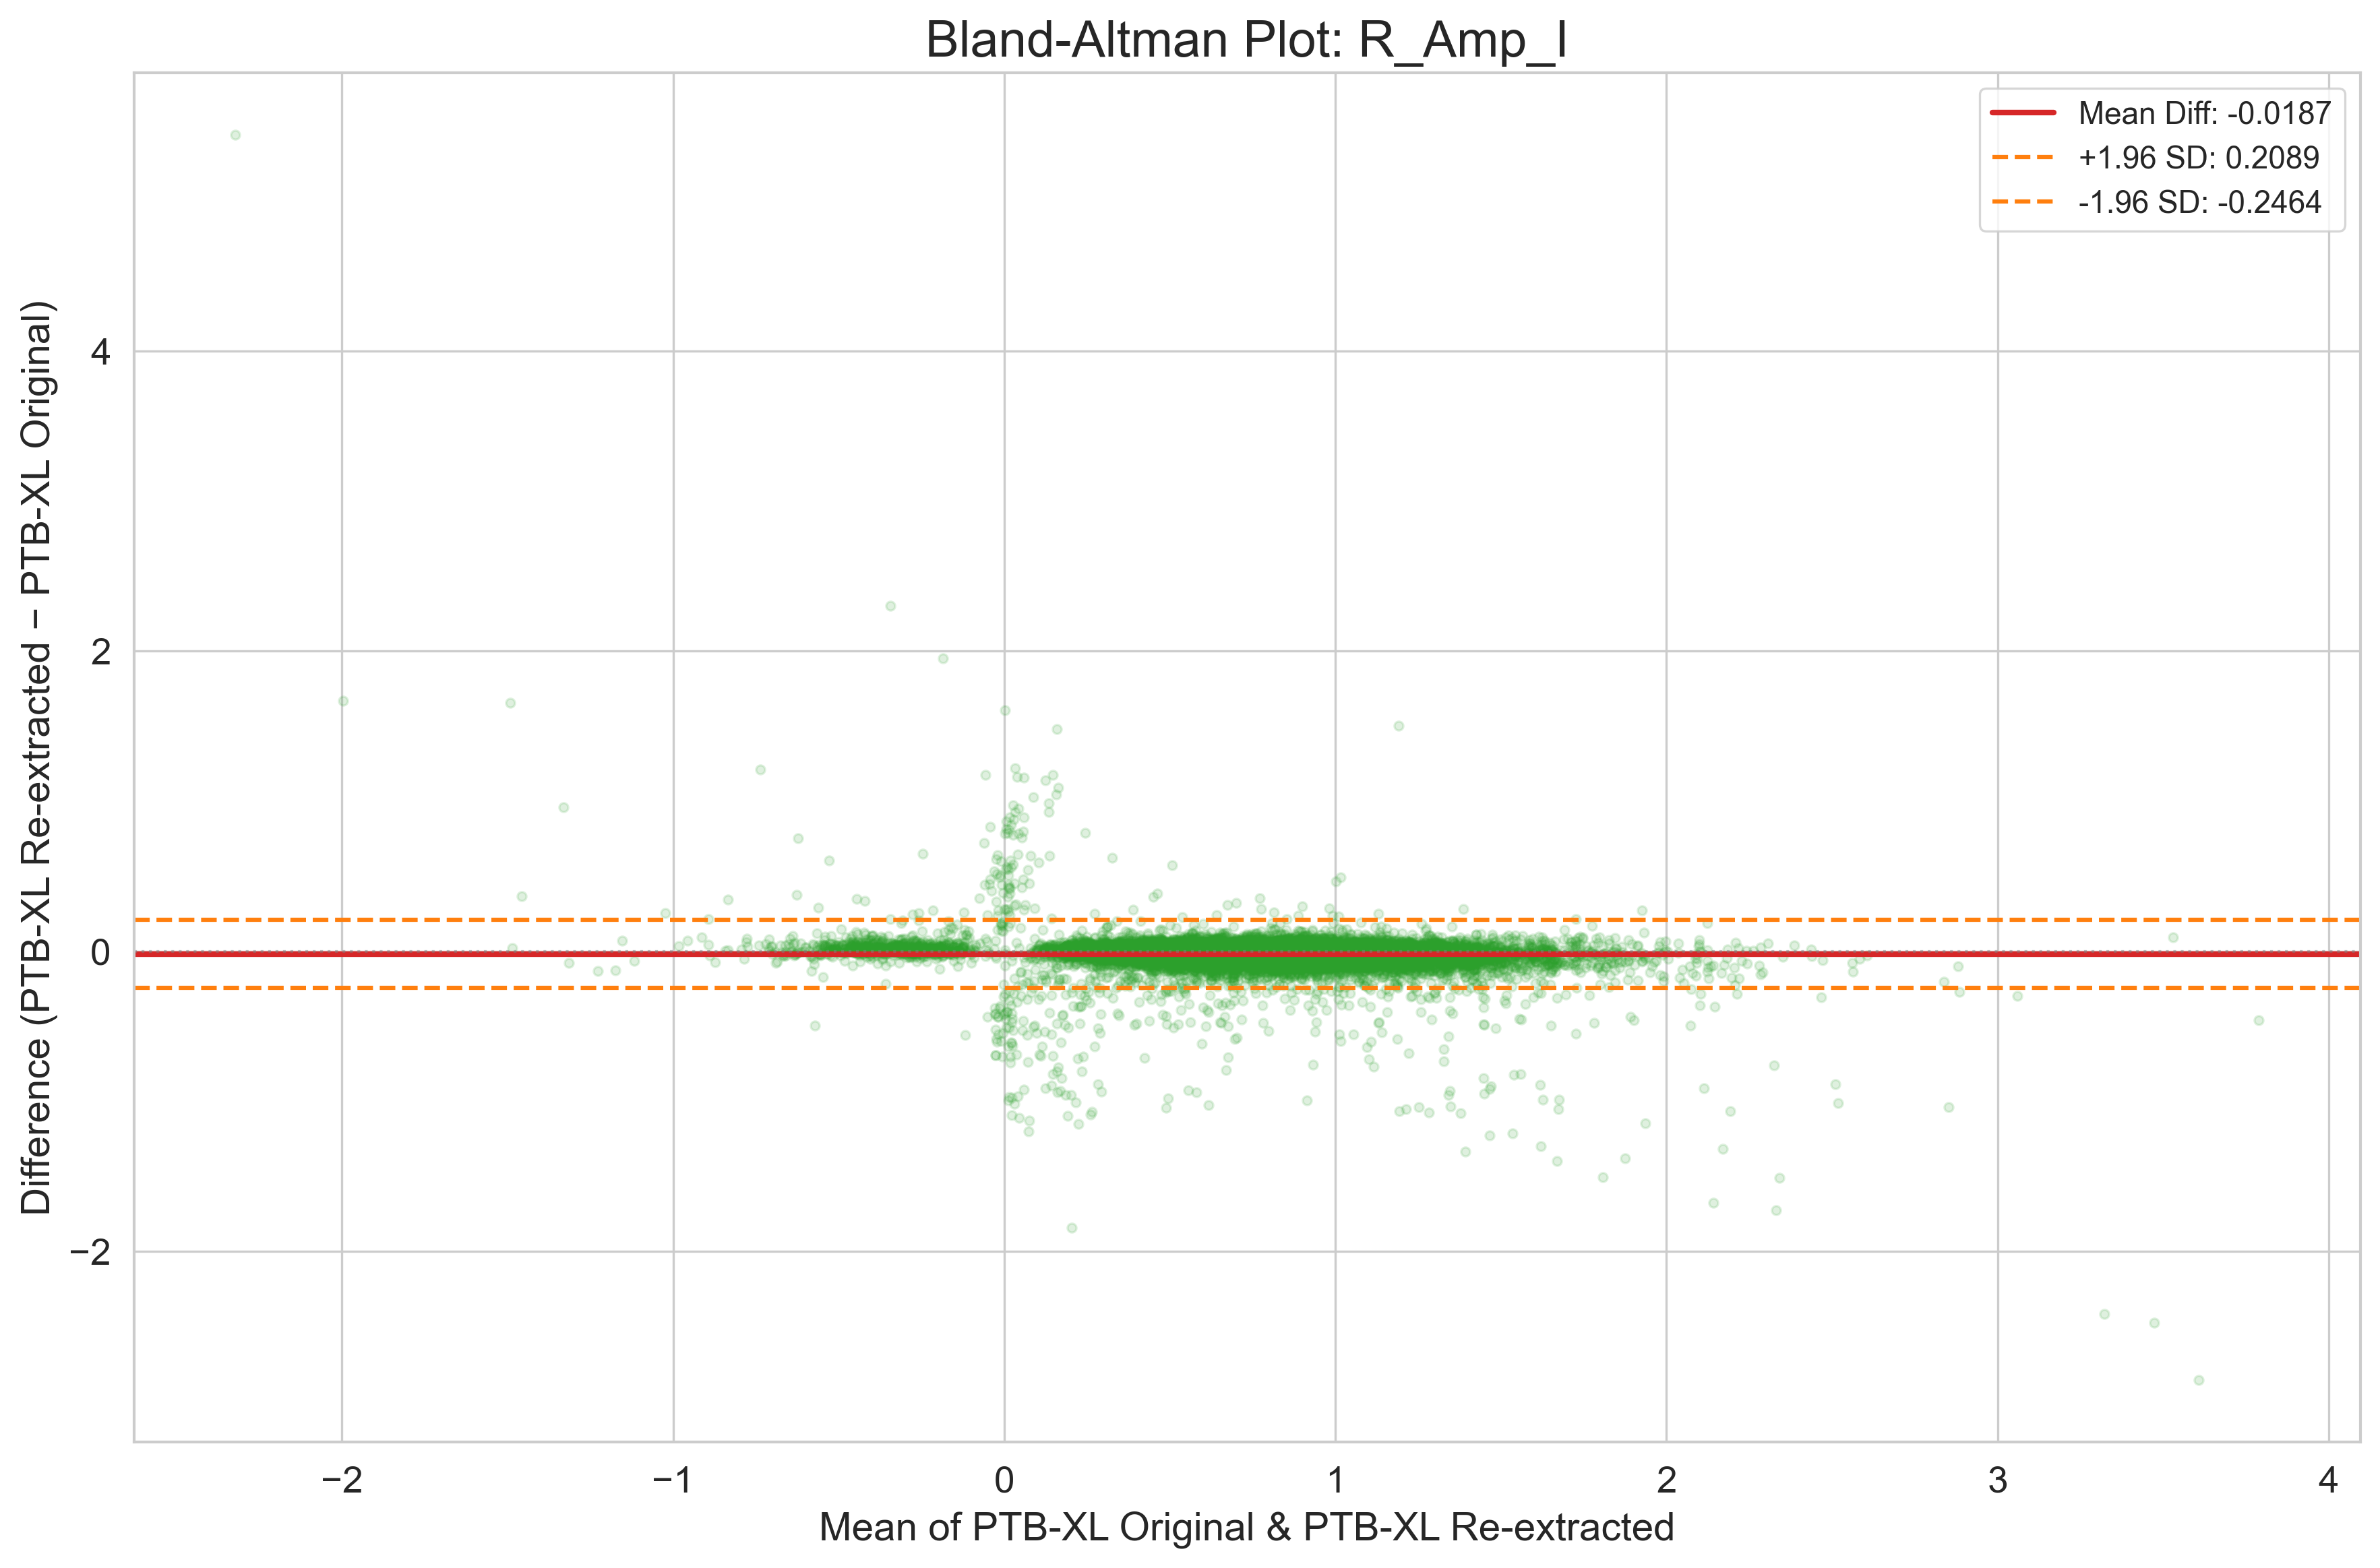 Bland-Altman Plot: R_Amp_I
Mean Diff: -0.0187
+1.96 SD: 0.2089
-1.96 SD: -0.2464
Difference (PTB-XL Re-extracted − PTB-XL Original)
4
2
0
−2
−2
−1
0
1
2
3
4
Mean of PTB-XL Original & PTB-XL Re-extracted